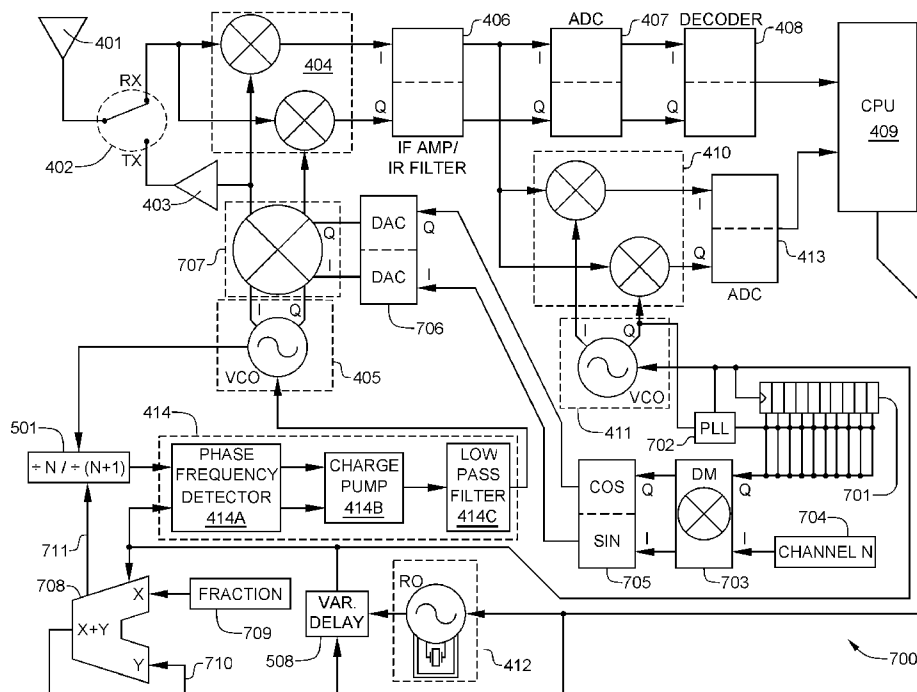 401
RX
402
TX
403
404
I
Q
406
IF AMP/
IR FILTER
ADC
407
I
Q
DECODER
408
I
Q
CPU
409
410
I
Q
413
ADC
707
Q
I
DAC
DAC
Q
I
706
I
Q
VCO
405
I
Q
VCO
411
PLL
702
701
501
÷ N / ÷ (N+1)
414
PHASE
FREQUENCY
DETECTOR
414A
CHARGE
PUMP
414B
LOW
PASS
FILTER
414C
COS
SIN
705
Q
I
DM
703
Q
I
704
CHANNEL N
711
708
X+Y
X
Y
FRACTION
709
710
VAR.
DELAY
508
RO
412
700